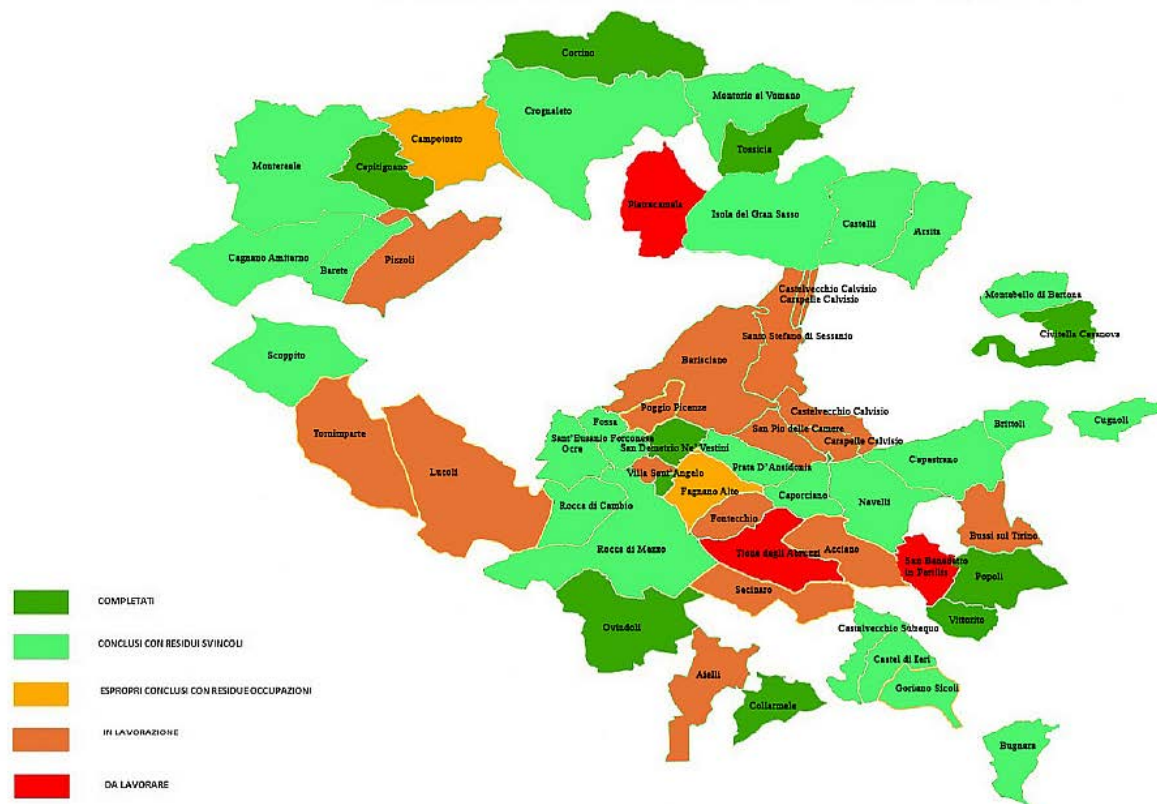 Cortino
Montorio al Vomano
Crognaleto
Campotosto
Tossicia
Montereale
Capitignano
Pietracamela
Isola del Gran Sasso
Castelli
Arsita
Cagnano Amiterno
Barete
Pizzoli
Castelvecchio Calvisio
Carapelle Calvisio
Montebello di Bertona
Civitella Casanova
Santo Stefano di Sessanio
Scoppito
Barisciano
Poggio Picenze
Castelvecchio Calvisio
Cugnoli
Fossa
Brittoli
Tornimparte
San Pio delle Camere
Sant'Eusanio Forconese
Carapelle Calvisio
Ocre
San Demetrio Ne' Vestini
Capestrano
Lucoli
Villa Sant'Angelo
Prata D'Ansidonia
Fagnano Alto
Caporciano
Navelli
Rocca di Cambio
Fontecchio
Bussi sul Tirino
Rocca di Mezzo
Tione degli Abruzzi
Acciano
San Benedetto
in Perillis
Popoli
Secinaro
Vittorito
Ovindoli
Castelvecchio Subequo
Castel di Ieri
Aielli
Goriano Sicoli
Collarmele
Bugnara
COMPLETATI
CONCLUSI CON RESIDUI SVINCOLI
ESPROPRI CONCLUSI CON RESIDUE OCCUPAZIONI
IN LAVORAZIONE
DA LAVORARE